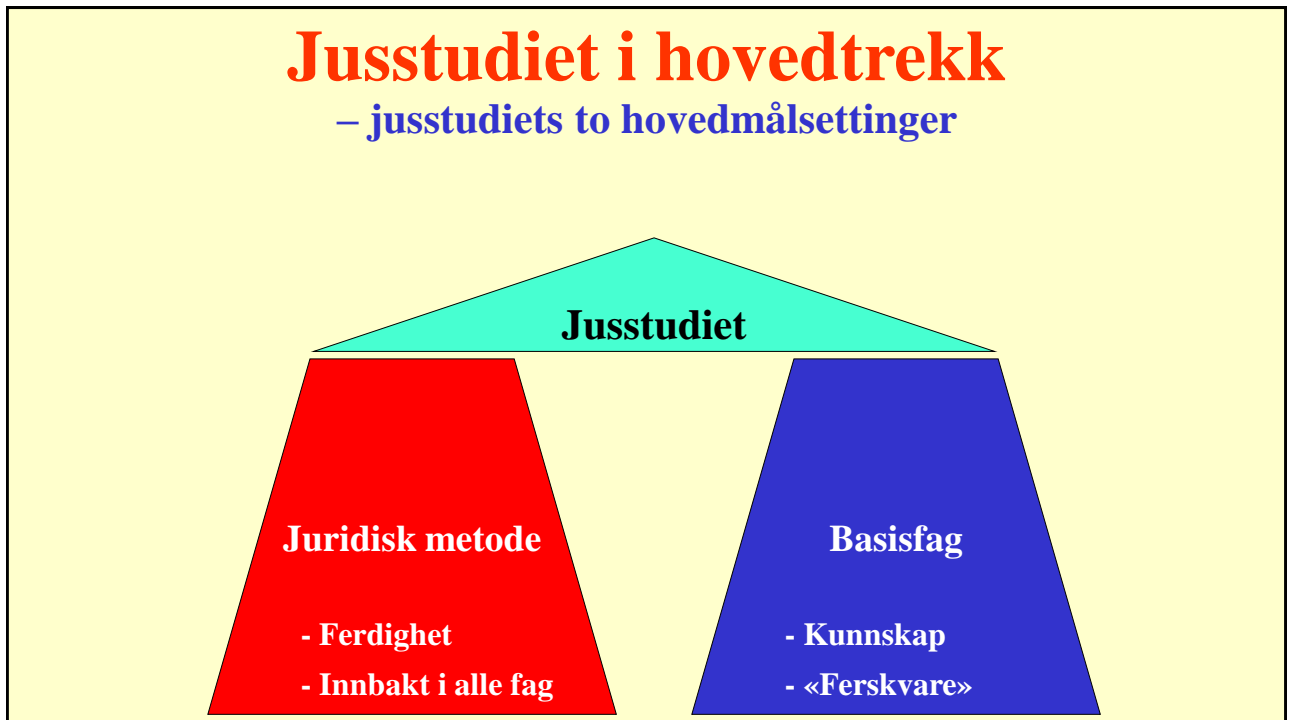 Jusstudiet i hovedtrekk
– jusstudiets to hovedmålsettinger
Jusstudiet
Juridisk metode
- Ferdighet
- Innbakt i alle fag
Basisfag
- Kunnskap
- «Ferskvare»